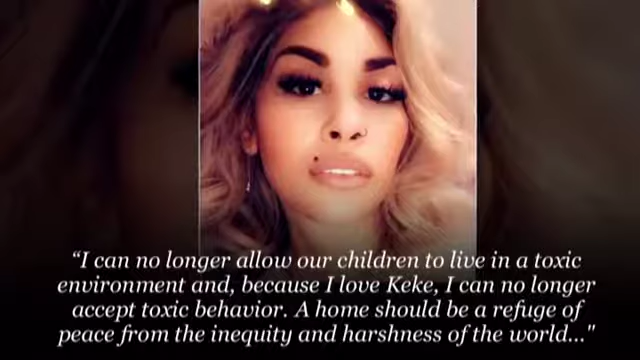 “I can no longer allow our children to live in a toxic
environment and, because I love Keke, I can no longer
accept toxic behavior. A home should be a refuge of
peace from the inequity and harshness of the world..."